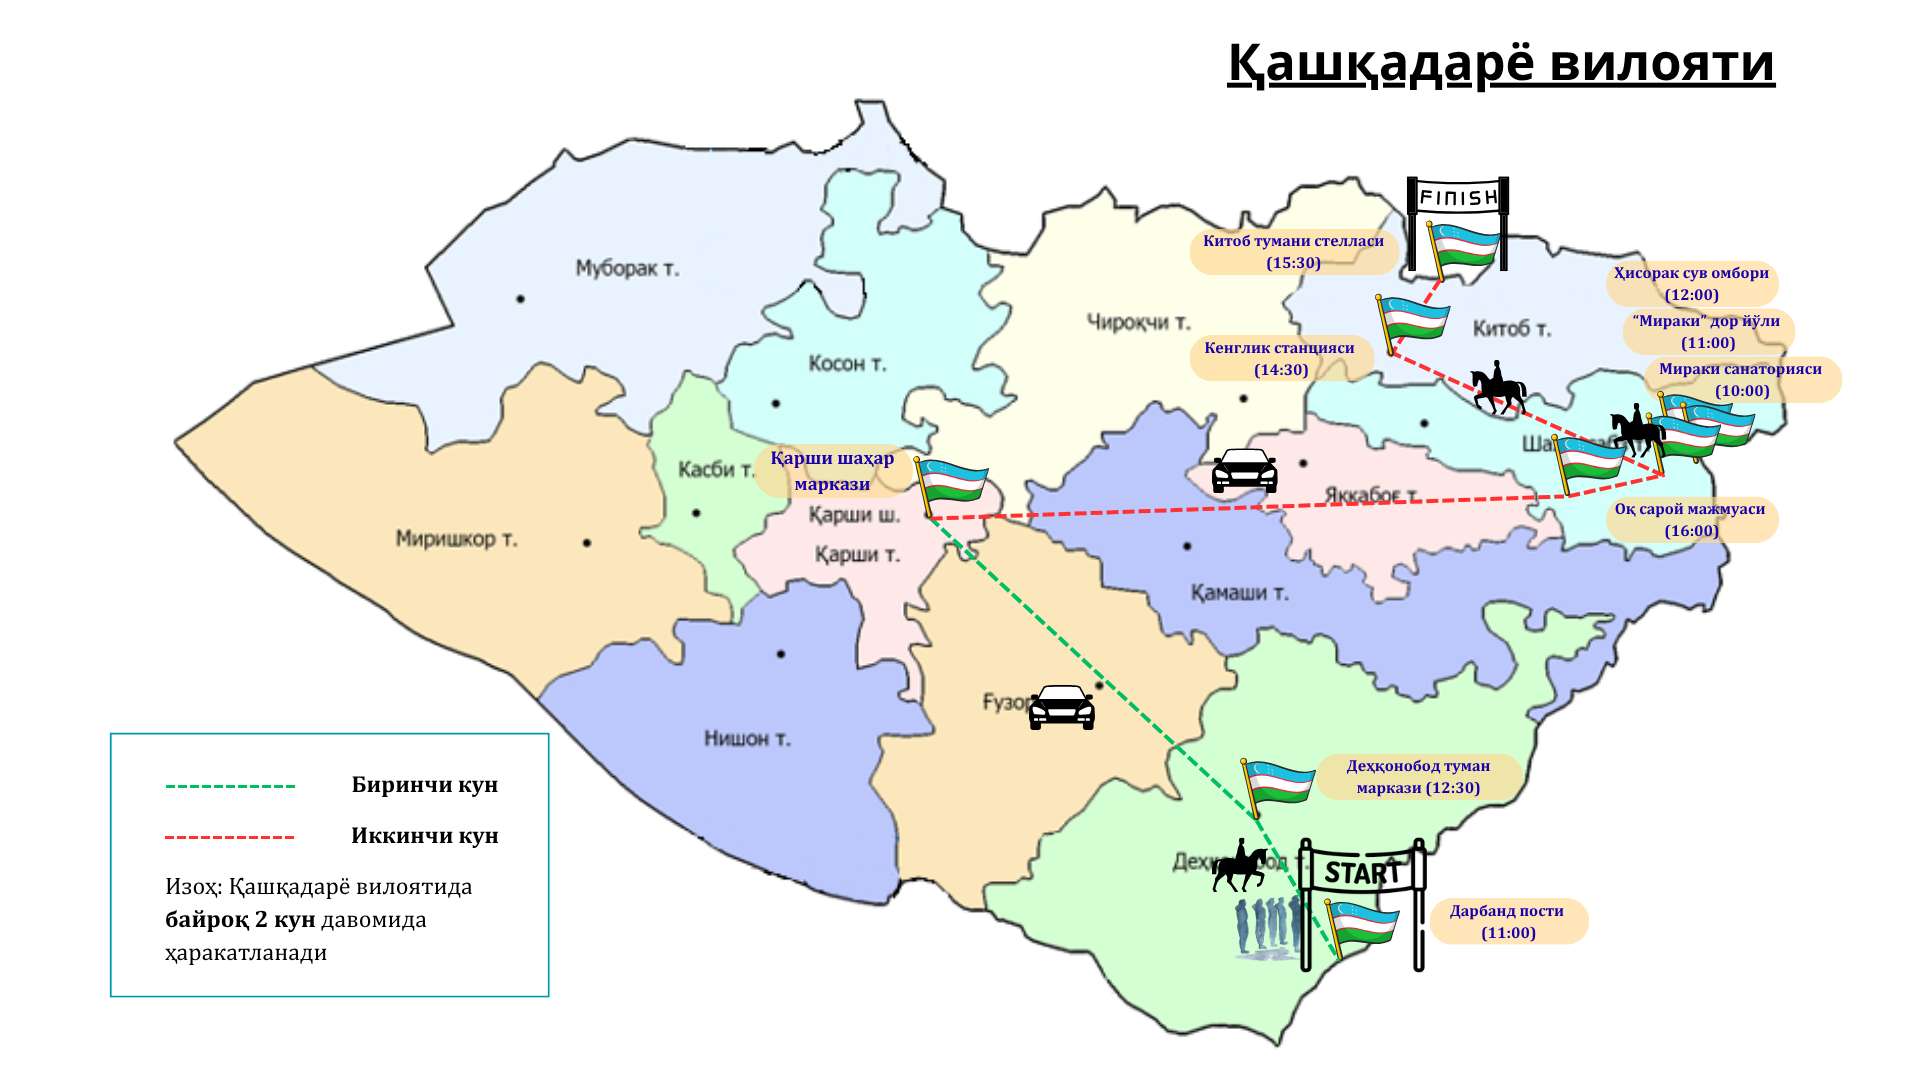 Қашқадарё вилояти
FINISH
Китоб тумани стелласи
(15:30)
Ҳисорак сув омбори
(12:00)
Муборак т.
“Мираки” дор йўли
(11:00)
Чироқчи т.
Китоб т.
Кенглик станцияси
(14:30)
Косон т.
Мираки санаторияси
(10:00)
Касби т.
Қарши шаҳар
маркази
Яккабоғ т.
Қарши ш.
Оқ сарой мажмуаси
(16:00)
Миришкор т.
Қарши т.
Қамаши т.
Нишон т.
Деҳқонобод туман
маркази (12:30)
START
Дарбанд пости
(11:00)
Биринчи кун
Иккинчи кун
Изоҳ: Қашқадарё вилоятида
байроқ 2 кун давомида
ҳаракатланади